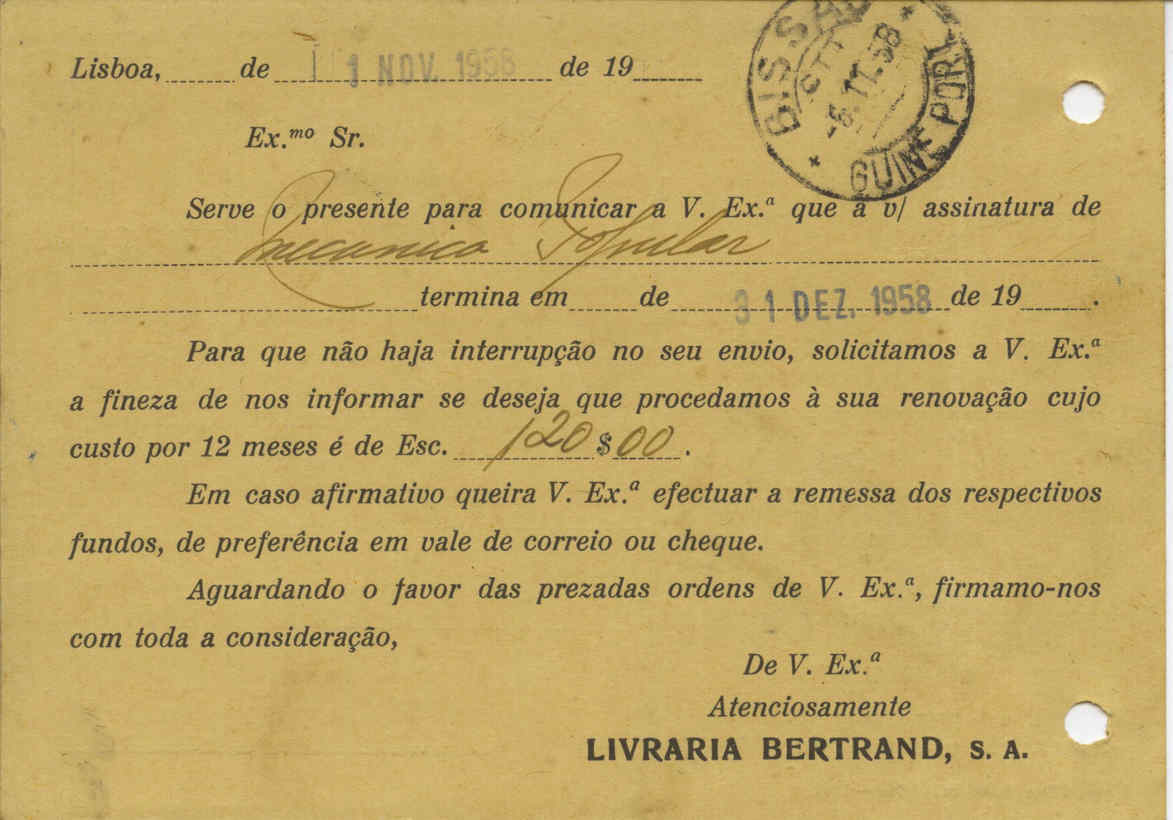 Lisboa, de 1 NOV. 1958 de 19
BISSAU
58
GUINÉ PORT.
Ex.mo Sr.
Serve o presente para comunicar a V. Ex.ª que a v/ assinatura de
Mecanica Popular
termina em de 31 DEZ. 1958 de 19 .
Para que não haja interrupção no seu envio, solicitamos a V. Ex.ª
a fineza de nos informar se deseja que procedamos à sua renovação cujo
custo por 12 meses é de Esc. 120$00.
Em caso afirmativo queira V. Ex.ª efectuar a remessa dos respectivos
fundos, de preferência em vale de correio ou cheque.
Aguardando o favor das prezadas ordens de V. Ex.ª, firmamo-nos
com toda a consideração,
De V. Ex.ª
Atenciosamente
LIVRARIA BERTRAND, S. A.